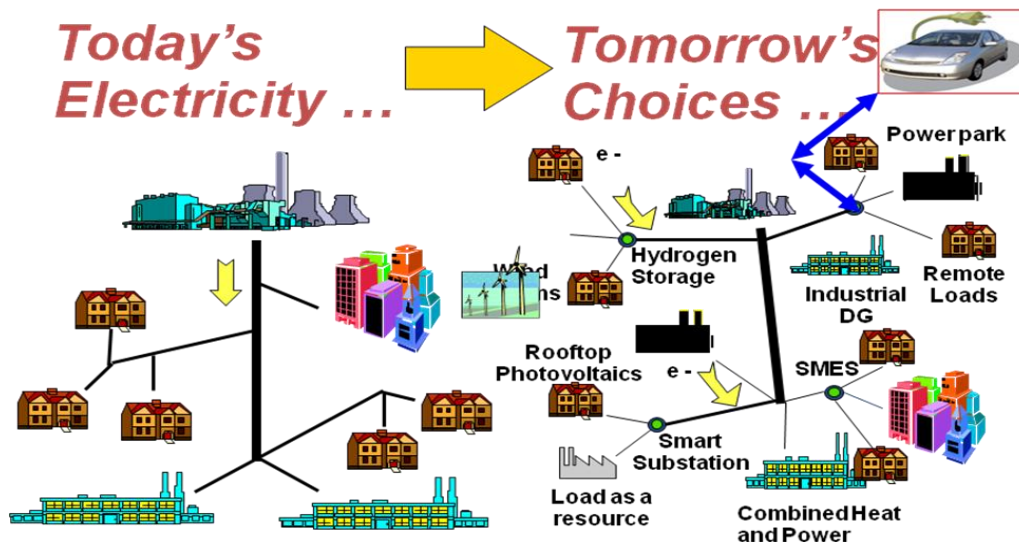 Today's
Electricity ...
Tomorrow's
Choices ...
e -
Power park
Hydrogen
Storage
Wind
Industrial
DG
Remote
Loads
Rooftop
Photovoltaics
e -
SMES
Smart
Substation
Load as a
resource
Combined Heat
and Power